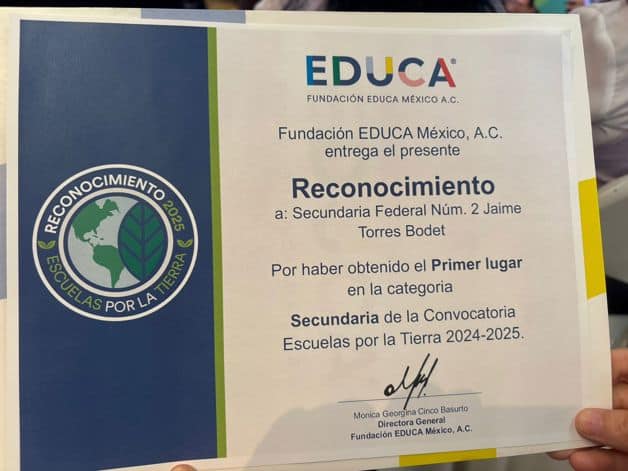 RECONOCIMIENTO 2025
ESCUELAS POR LA TIERRA
EDUCA
FUNDACIÓN EDUCA MÉXICO A.C.
Fundación EDUCA México, A.C.
entrega el presente
Reconocimiento
a: Secundaria Federal Núm. 2 Jaime
Torres Bodet
Por haber obtenido el Primer lugar
en la categoria
Secundaria de la Convocatoria
Escuelas por la Tierra 2024-2025.
Monica Georgina Cinco Basurto
Directora General
Fundación EDUCA México, A.C.